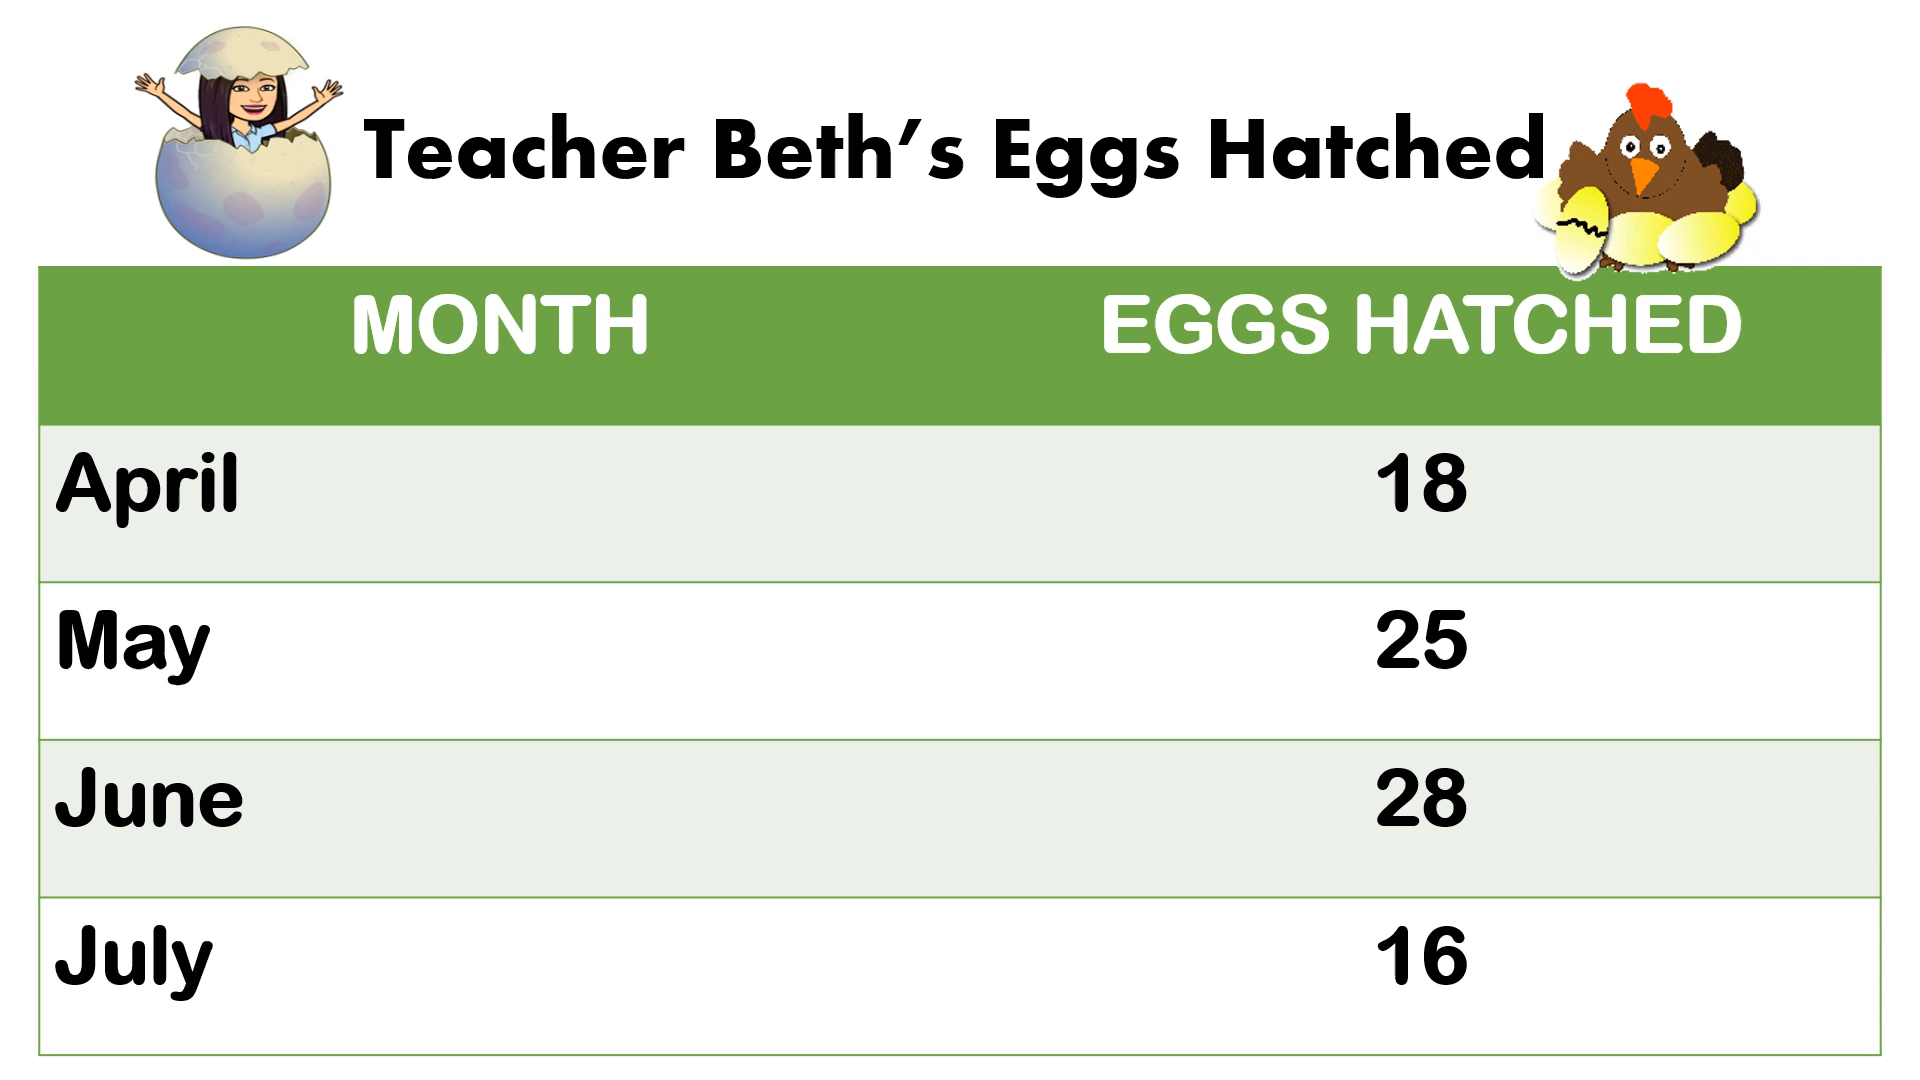 Teacher Beth’s Eggs Hatched
MONTH EGGS HATCHED
April 18
May 25
June 28
July 16